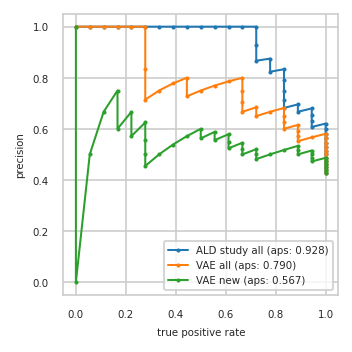 1.0
0.8
0.6
0.4
0.2
0.0
precision
0.0 0.2 0.4 0.6 0.8 1.0
true positive rate
ALD study all (aps: 0.928)
VAE all (aps: 0.790)
VAE new (aps: 0.567)